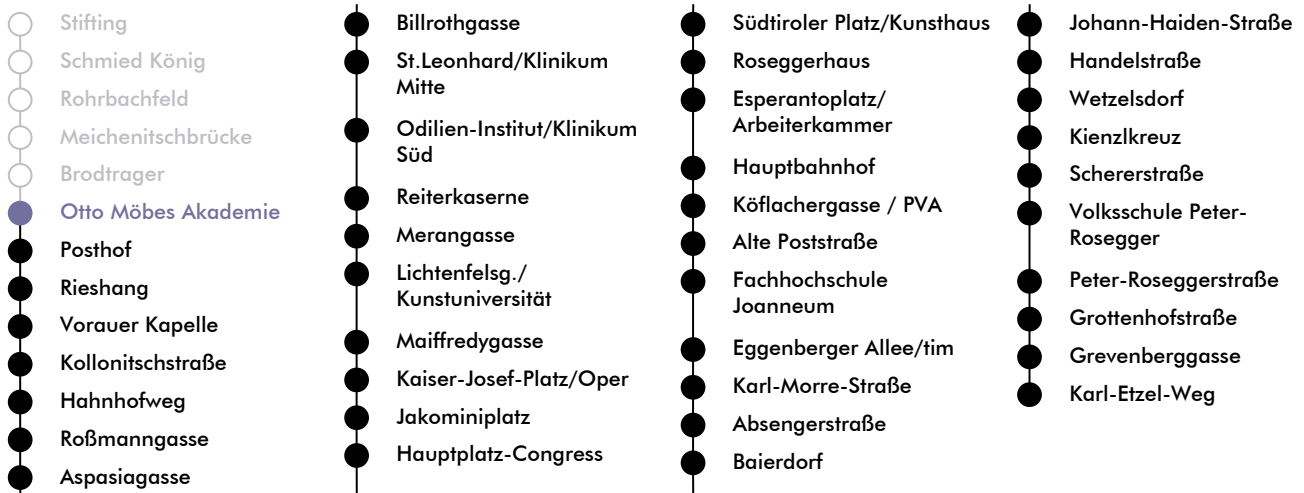 Stifting
Schmied König
Rohrbachfeld
Meichenitschbrücke
Brodtrager
Otto Möbes Akademie
Posthof
Rieshang
Vorauer Kapelle
Kollonitschstraße
Hahnhofweg
Roßmanngasse
Aspasiagasse
Billrothgasse
St.Leonhard/Klinikum
Mitte
Odilien-Institut/Klinikum
Süd
Reiterkaserne
Merangasse
Lichtenfelsg./
Kunstuniversität
Maiffredygasse
Kaiser-Josef-Platz/Oper
Jakominiplatz
Hauptplatz-Congress
Südtiroler Platz/Kunsthaus
Roseggerhaus
Esperantoplatz/
Arbeiterkammer
Hauptbahnhof
Köflachergasse / PVA
Alte Poststraße
Fachhochschule
Joanneum
Eggenberger Allee/tim
Karl-Morre-Straße
Absengerstraße
Baierdorf
Johann-Haiden-Straße
Handelstraße
Wetzelsdorf
Kienzlkreuz
Schererstraße
Volksschule Peter-
Rosegger
Peter-Roseggerstraße
Grottenhofstraße
Grevenberggasse
Karl-Etzel-Weg